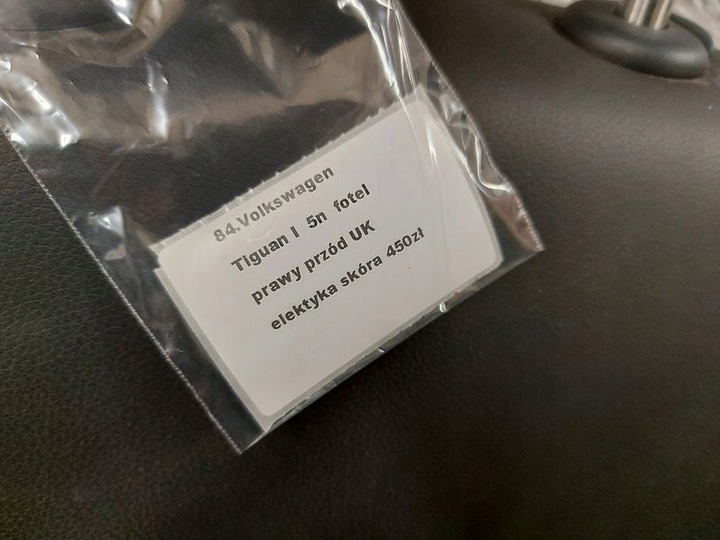 84.Volkswagen
Tiguan I 5n fotel
prawy przód UK
elektyka skóra 450zł